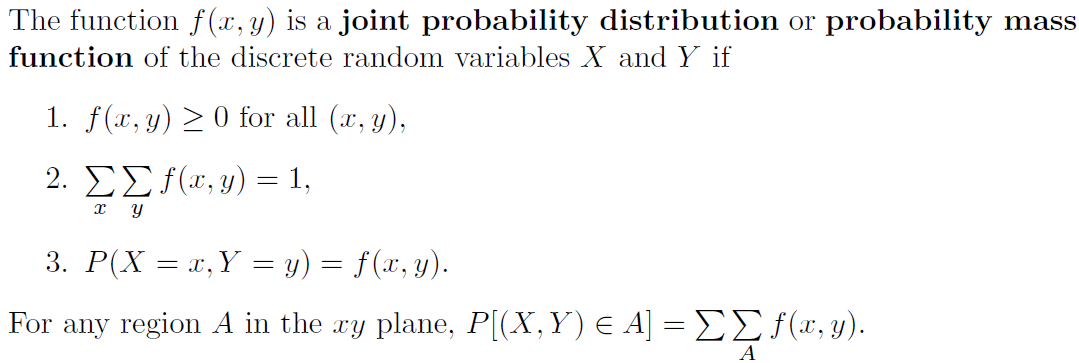 The function f(x, y) is a joint probability distribution or probability mass
function of the discrete random variables X and Y if
1. f(x, y) ≥ 0 for all (x, y),
2. ∑∑ f(x, y) = 1,
x y
3. P(X = x, Y = y) = f(x, y).
For any region A in the xy plane, P[(X, Y) ∈ A] = ∑∑ f(x, y).
A